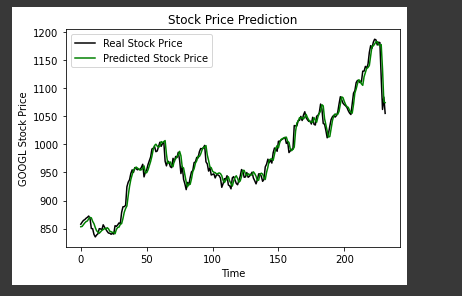 Stock Price Prediction
Real Stock Price
Predicted Stock Price
1200
1150
1100
1050
1000
950
900
850
GOOGL Stock Price
0 50 100 150 200
Time